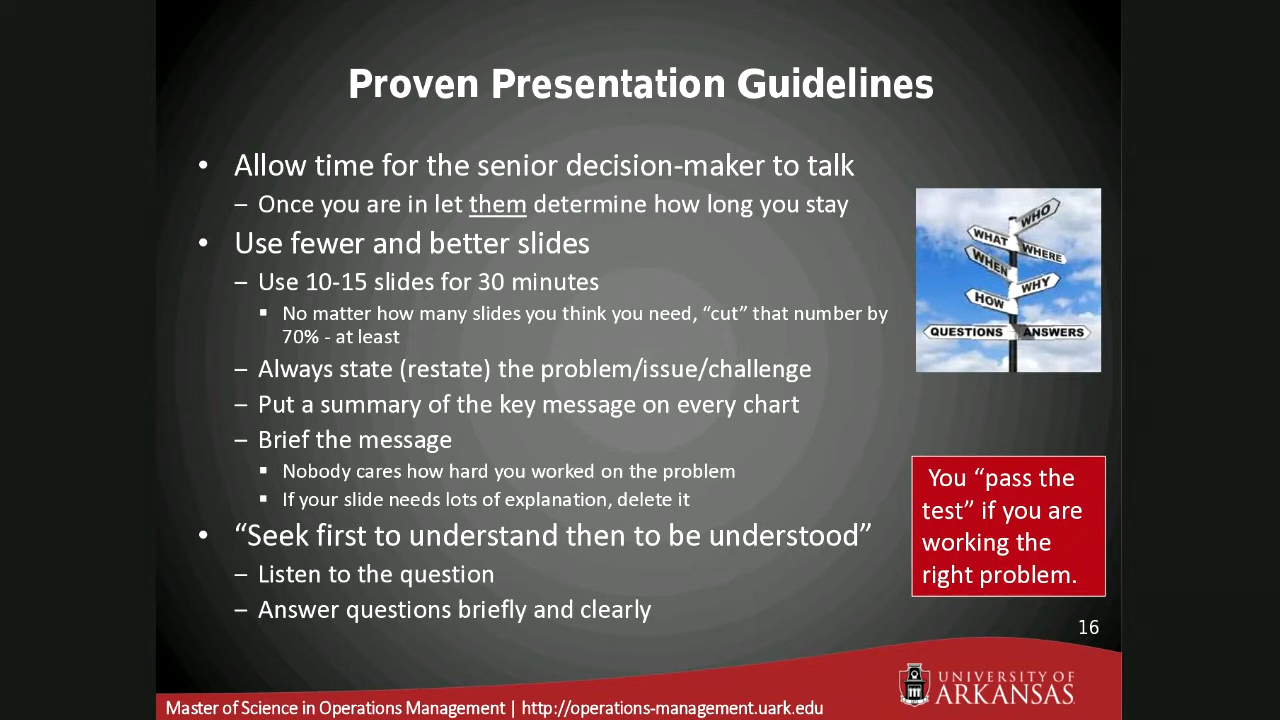 Proven Presentation Guidelines
• Allow time for the senior decision-maker to talk
– Once you are in let them determine how long you stay
• Use fewer and better slides
– Use 10-15 slides for 30 minutes
▪ No matter how many slides you think you need, “cut” that number by
70% - at least
– Always state (restate) the problem/issue/challenge
– Put a summary of the key message on every chart
– Brief the message
▪ Nobody cares how hard you worked on the problem
▪ If your slide needs lots of explanation, delete it
• “Seek first to understand then to be understood”
– Listen to the question
– Answer questions briefly and clearly
WHO
WHAT
WHERE
WHEN
WHY
HOW
QUESTIONS ANSWERS
You “pass the
test” if you are
working the
right problem.
16
UNIVERSITY OF
ARKANSAS
Master of Science in Operations Management | http://operations-management.uark.edu